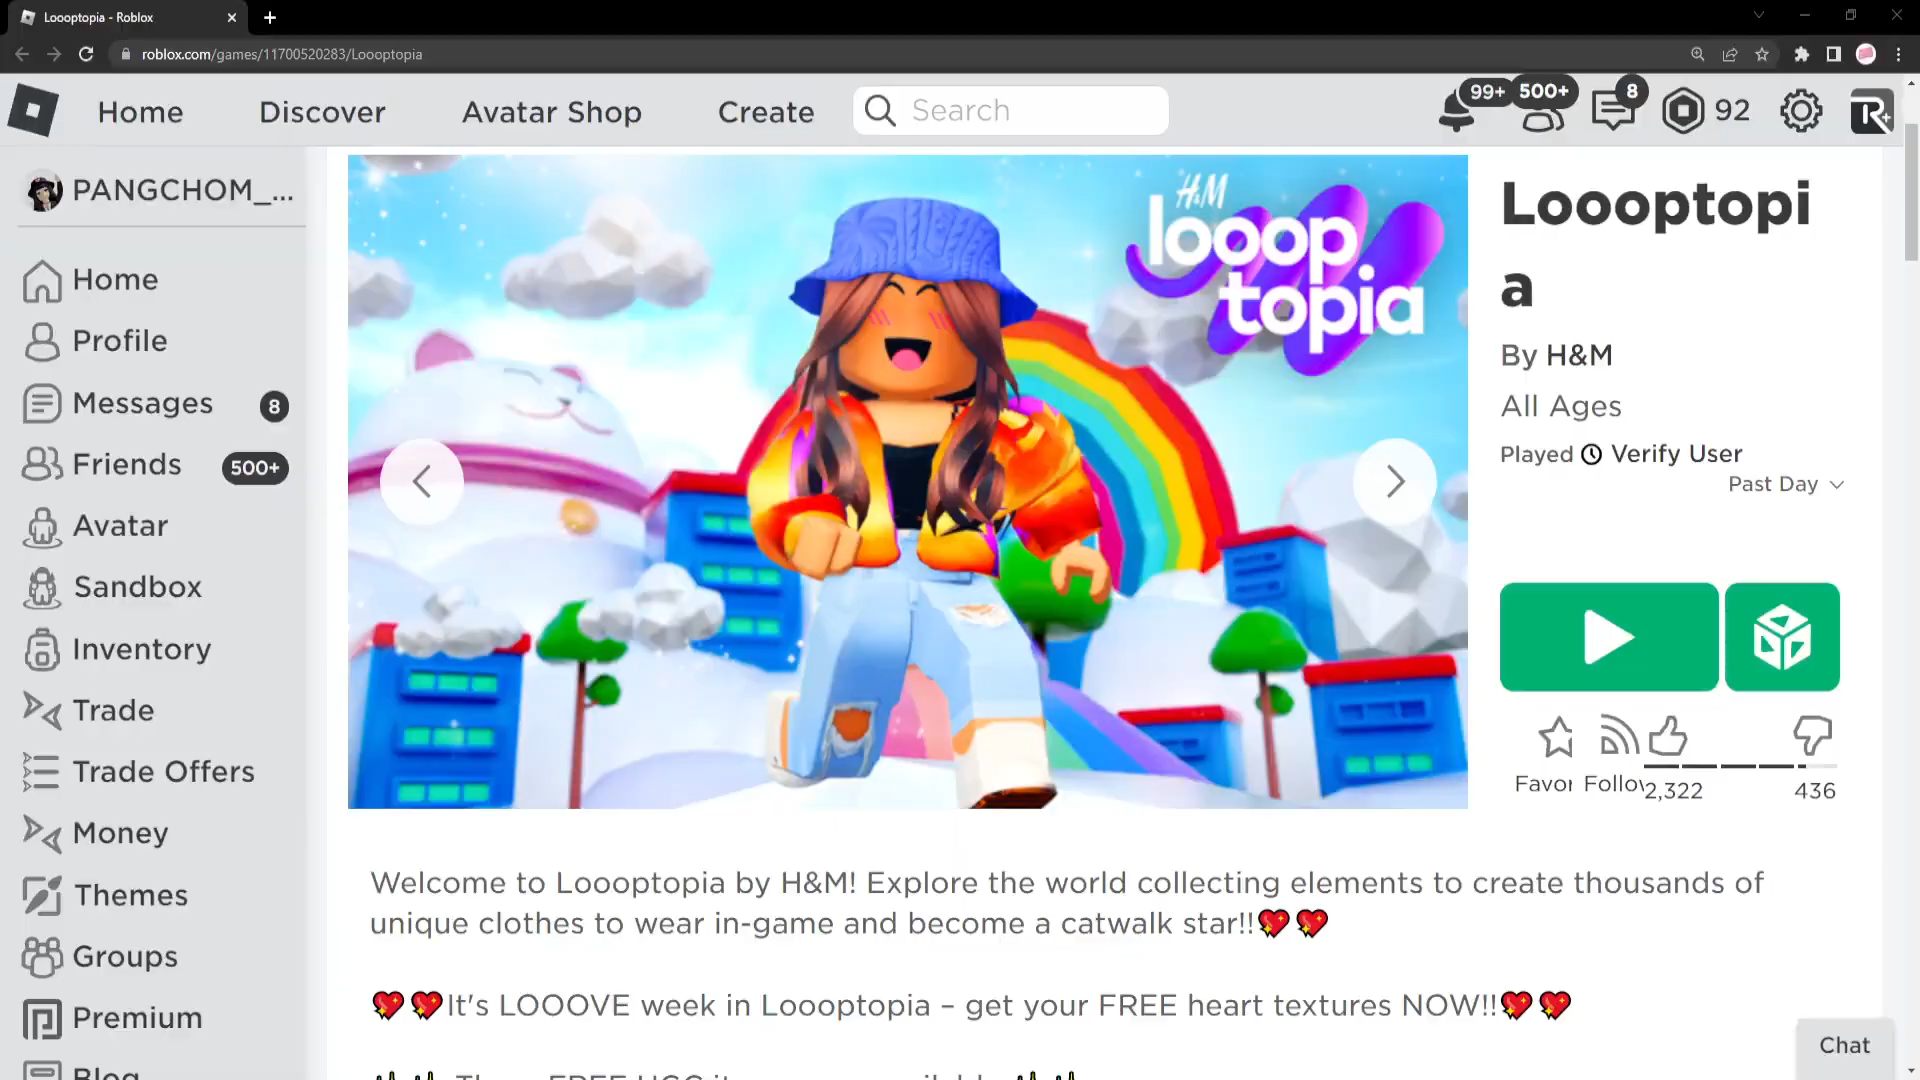 Loooptopia - Roblox
roblox.com/games/11700520283/Loooptopia
Home
Discover
Avatar Shop
Create
Search
99+
500+
8
92
PANGCHOM_...
Home
Profile
Messages
8
Friends
500+
Avatar
Sandbox
Inventory
Trade
Trade Offers
Money
Themes
Groups
Premium
Blog
H&M
looop
topia
Loooptopi
a
By H&M
All Ages
Played Verify User
Past Day
Favor
Follo
2,322
436
Welcome to Loooptopia by H&M! Explore the world collecting elements to create thousands of
unique clothes to wear in-game and become a catwalk star!!💖💖
💖💖It's LOOOVE week in Loooptopia – get your FREE heart textures NOW!!💖💖
FREE UGC
Chat